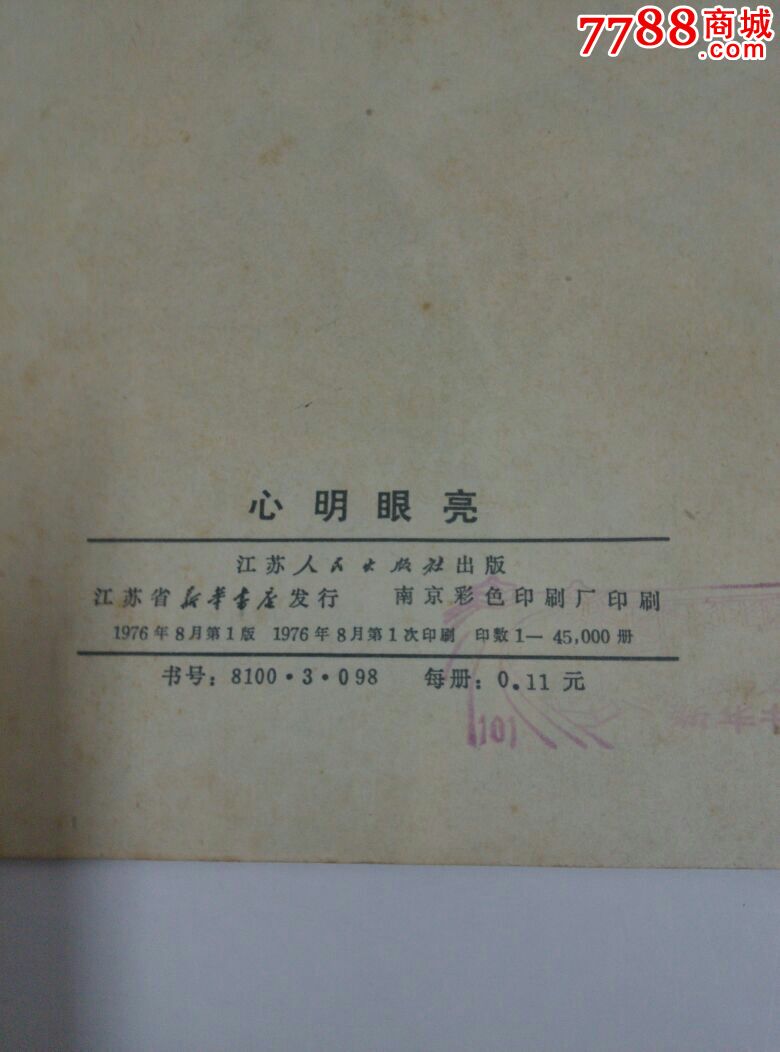 7788商城
.com
心明眼亮
江苏人民出版社出版
江苏省新华书店发行 南京彩色印刷厂印刷
1976年8月第1版 1976年8月第1次印刷 印数1—45,000册
书号：8100·3·098 每册：0.11元
(10)